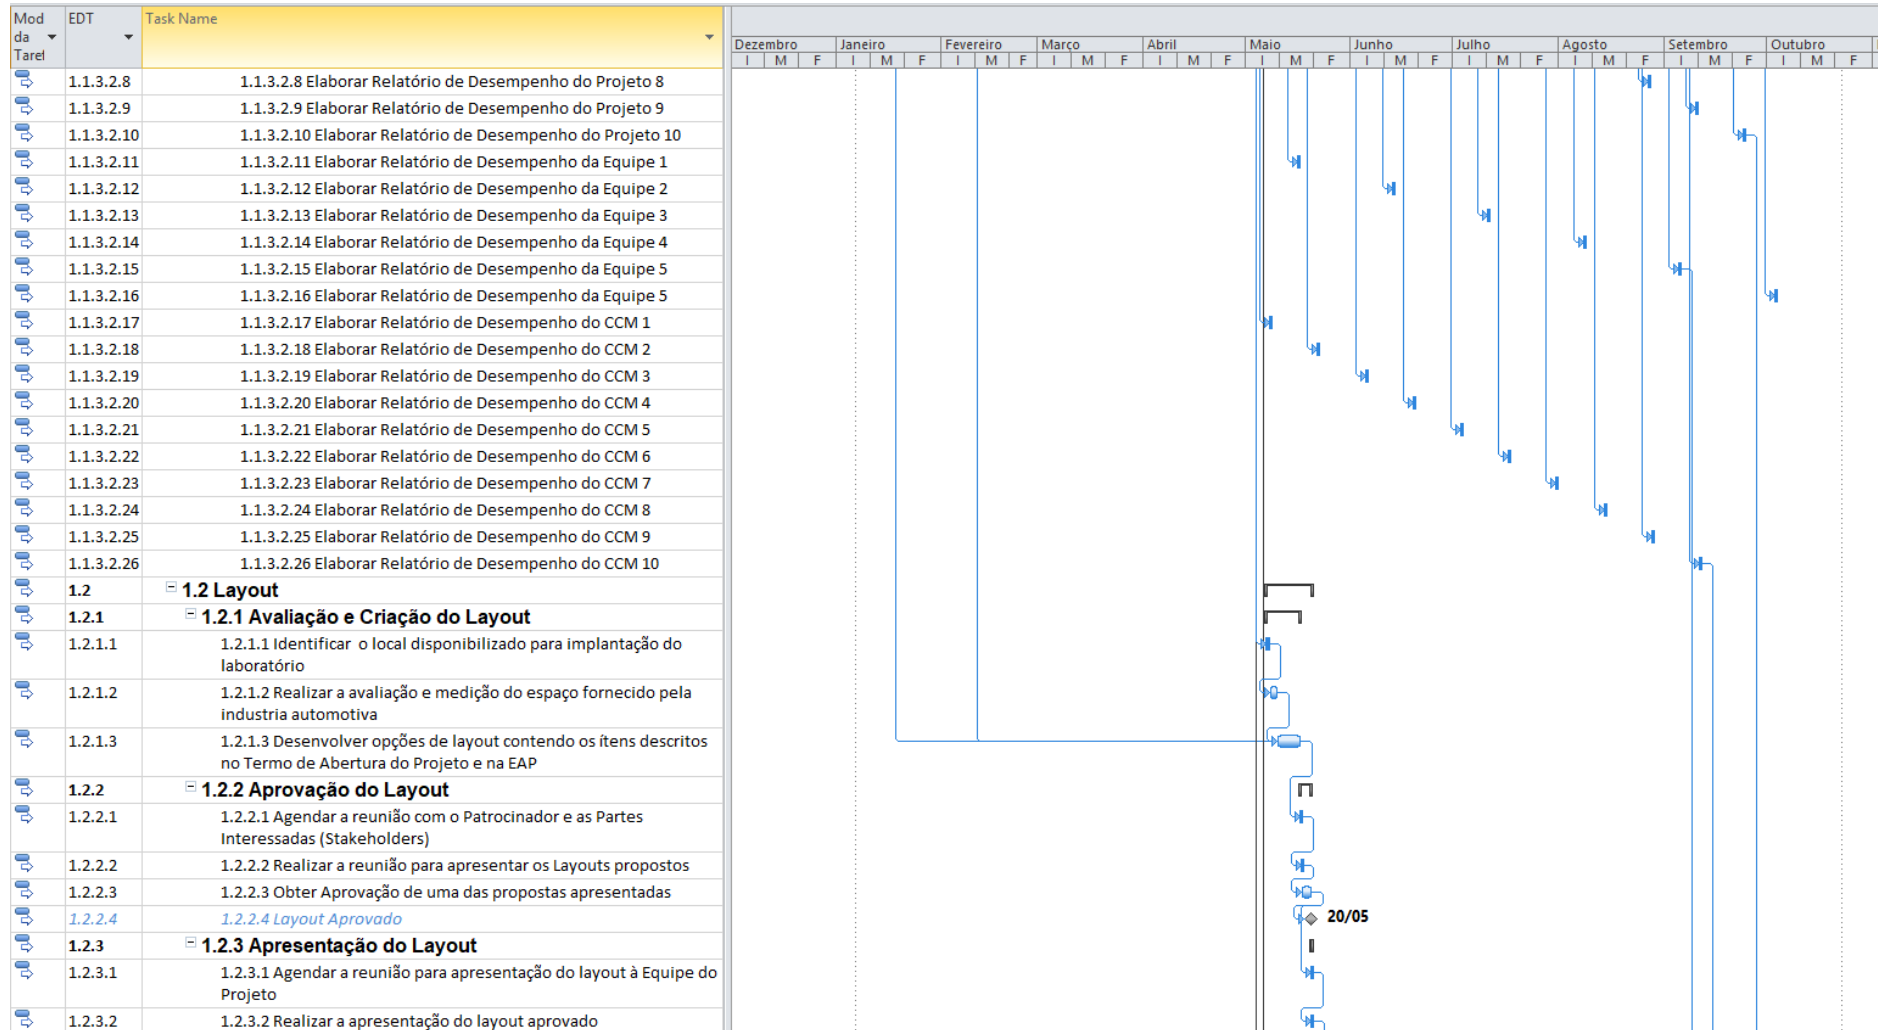 Mod da Taref
EDT
Task Name
Dezembro Janeiro Fevereiro Março Abril Maio Junho Julho Agosto Setembro Outubro
I M F I M F I M F I M F I M F I M F I M F I M F I M F I M F I M F
1.1.3.2.8 1.1.3.2.8 Elaborar Relatório de Desempenho do Projeto 8
1.1.3.2.9 1.1.3.2.9 Elaborar Relatório de Desempenho do Projeto 9
1.1.3.2.10 1.1.3.2.10 Elaborar Relatório de Desempenho do Projeto 10
1.1.3.2.11 1.1.3.2.11 Elaborar Relatório de Desempenho da Equipe 1
1.1.3.2.12 1.1.3.2.12 Elaborar Relatório de Desempenho da Equipe 2
1.1.3.2.13 1.1.3.2.13 Elaborar Relatório de Desempenho da Equipe 3
1.1.3.2.14 1.1.3.2.14 Elaborar Relatório de Desempenho da Equipe 4
1.1.3.2.15 1.1.3.2.15 Elaborar Relatório de Desempenho da Equipe 5
1.1.3.2.16 1.1.3.2.16 Elaborar Relatório de Desempenho da Equipe 5
1.1.3.2.17 1.1.3.2.17 Elaborar Relatório de Desempenho do CCM 1
1.1.3.2.18 1.1.3.2.18 Elaborar Relatório de Desempenho do CCM 2
1.1.3.2.19 1.1.3.2.19 Elaborar Relatório de Desempenho do CCM 3
1.1.3.2.20 1.1.3.2.20 Elaborar Relatório de Desempenho do CCM 4
1.1.3.2.21 1.1.3.2.21 Elaborar Relatório de Desempenho do CCM 5
1.1.3.2.22 1.1.3.2.22 Elaborar Relatório de Desempenho do CCM 6
1.1.3.2.23 1.1.3.2.23 Elaborar Relatório de Desempenho do CCM 7
1.1.3.2.24 1.1.3.2.24 Elaborar Relatório de Desempenho do CCM 8
1.1.3.2.25 1.1.3.2.25 Elaborar Relatório de Desempenho do CCM 9
1.1.3.2.26 1.1.3.2.26 Elaborar Relatório de Desempenho do CCM 10
1.2 1.2 Layout
1.2.1 1.2.1 Avaliação e Criação do Layout
1.2.1.1 1.2.1.1 Identificar o local disponibilizado para implantação do
laboratório
1.2.1.2 1.2.1.2 Realizar a avaliação e medição do espaço fornecido pela
industria automotiva
1.2.1.3 1.2.1.3 Desenvolver opções de layout contendo os ítens descritos
no Termo de Abertura do Projeto e na EAP
1.2.2 1.2.2 Aprovação do Layout
1.2.2.1 1.2.2.1 Agendar a reunião com o Patrocinador e as Partes
Interessadas (Stakeholders)
1.2.2.2 1.2.2.2 Realizar a reunião para apresentar os Layouts propostos
1.2.2.3 1.2.2.3 Obter Aprovação de uma das propostas apresentadas
1.2.2.4 1.2.2.4 Layout Aprovado 20/05
1.2.3 1.2.3 Apresentação do Layout
1.2.3.1 1.2.3.1 Agendar a reunião para apresentação do layout à Equipe do
Projeto
1.2.3.2 1.2.3.2 Realizar a apresentação do layout aprovado